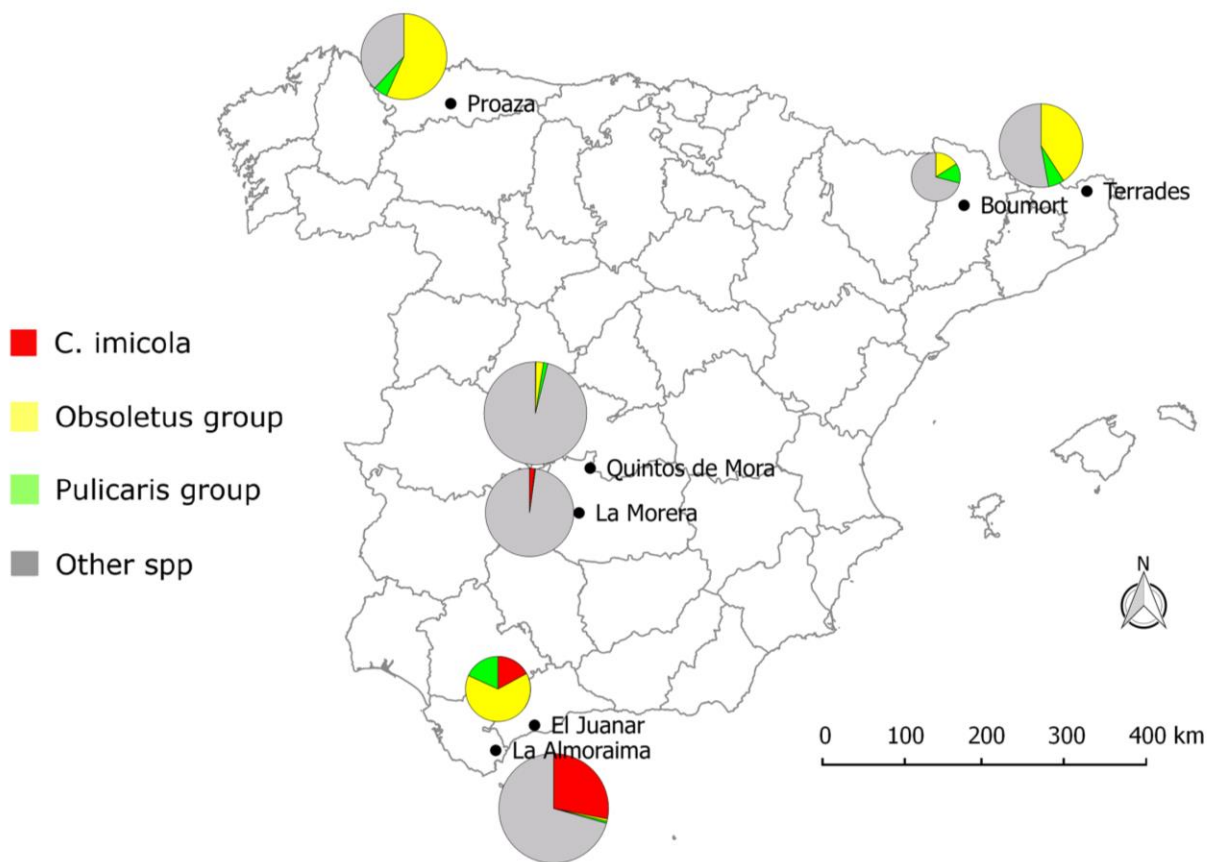 Proaza
Terrades
Boumort
C. imicola
Obsoletus group
Pulicaris group
Other spp
Quintos de Mora
La Morera
N
El Juanar
La Almoraima
0 100 200 300 400 km